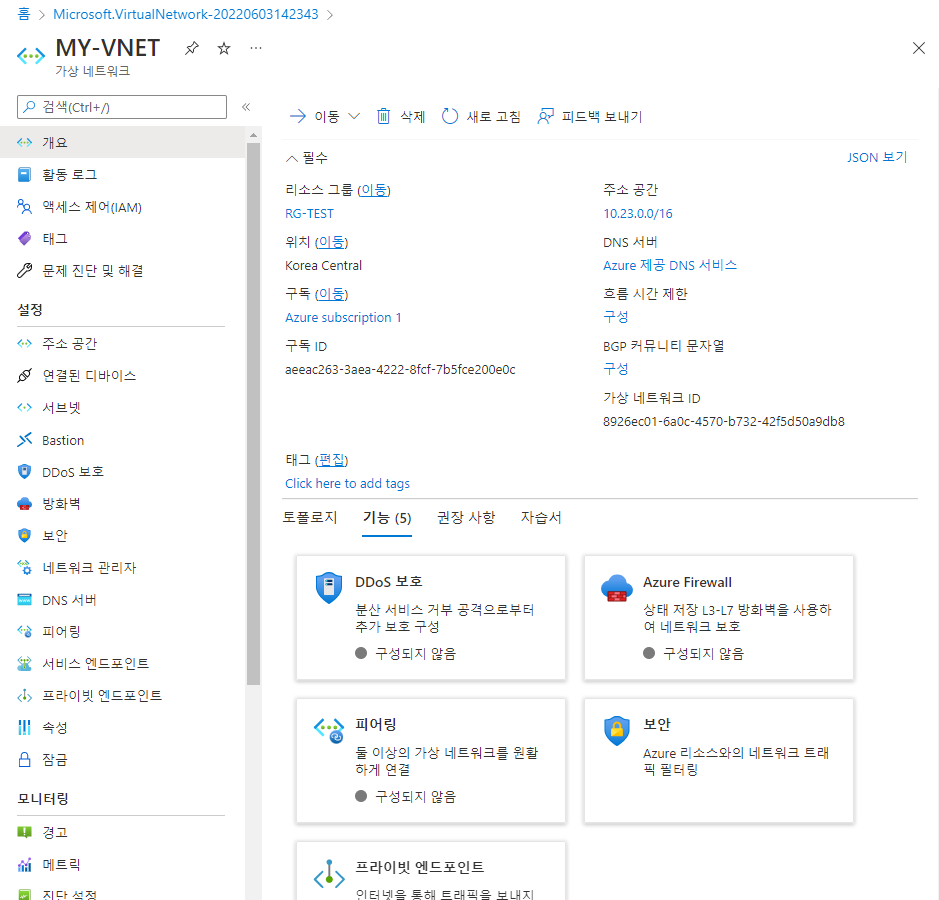 홈 > Microsoft.VirtualNetwork-20220603142343 >
MY-VNET
가상 네트워크
검색(Ctrl+/)
«
개요
활동 로그
액세스 제어(IAM)
태그
문제 진단 및 해결
설정
주소 공간
연결된 디바이스
서브넷
Bastion
DDoS 보호
방화벽
보안
네트워크 관리자
DNS 서버
피어링
서비스 엔드포인트
프라이빗 엔드포인트
속성
잠금
모니터링
경고
메트릭
진단 설정
이동 삭제 새로 고침 피드백 보내기
필수
JSON 보기
리소스 그룹 (이동)
RG-TEST
위치 (이동)
Korea Central
구독 (이동)
Azure subscription 1
구독 ID
aeeac263-3aea-4222-8fcf-7b5fce200e0c
주소 공간
10.23.0.0/16
DNS 서버
Azure 제공 DNS 서비스
흐름 시간 제한
구성
BGP 커뮤니티 문자열
구성
가상 네트워크 ID
8926ec01-6a0c-4570-b732-42f5d50a9db8
태그 (편집)
Click here to add tags
토폴로지 기능 (5) 권장 사항 자습서
DDoS 보호
분산 서비스 거부 공격으로부터
추가 보호 구성
구성되지 않음
Azure Firewall
상태 저장 L3-L7 방화벽을 사용하
여 네트워크 보호
구성되지 않음
피어링
둘 이상의 가상 네트워크를 원활
하게 연결
구성되지 않음
보안
Azure 리소스와의 네트워크 트래
픽 필터링
프라이빗 엔드포인트
인터넷을 통해 트래픽을 보내지